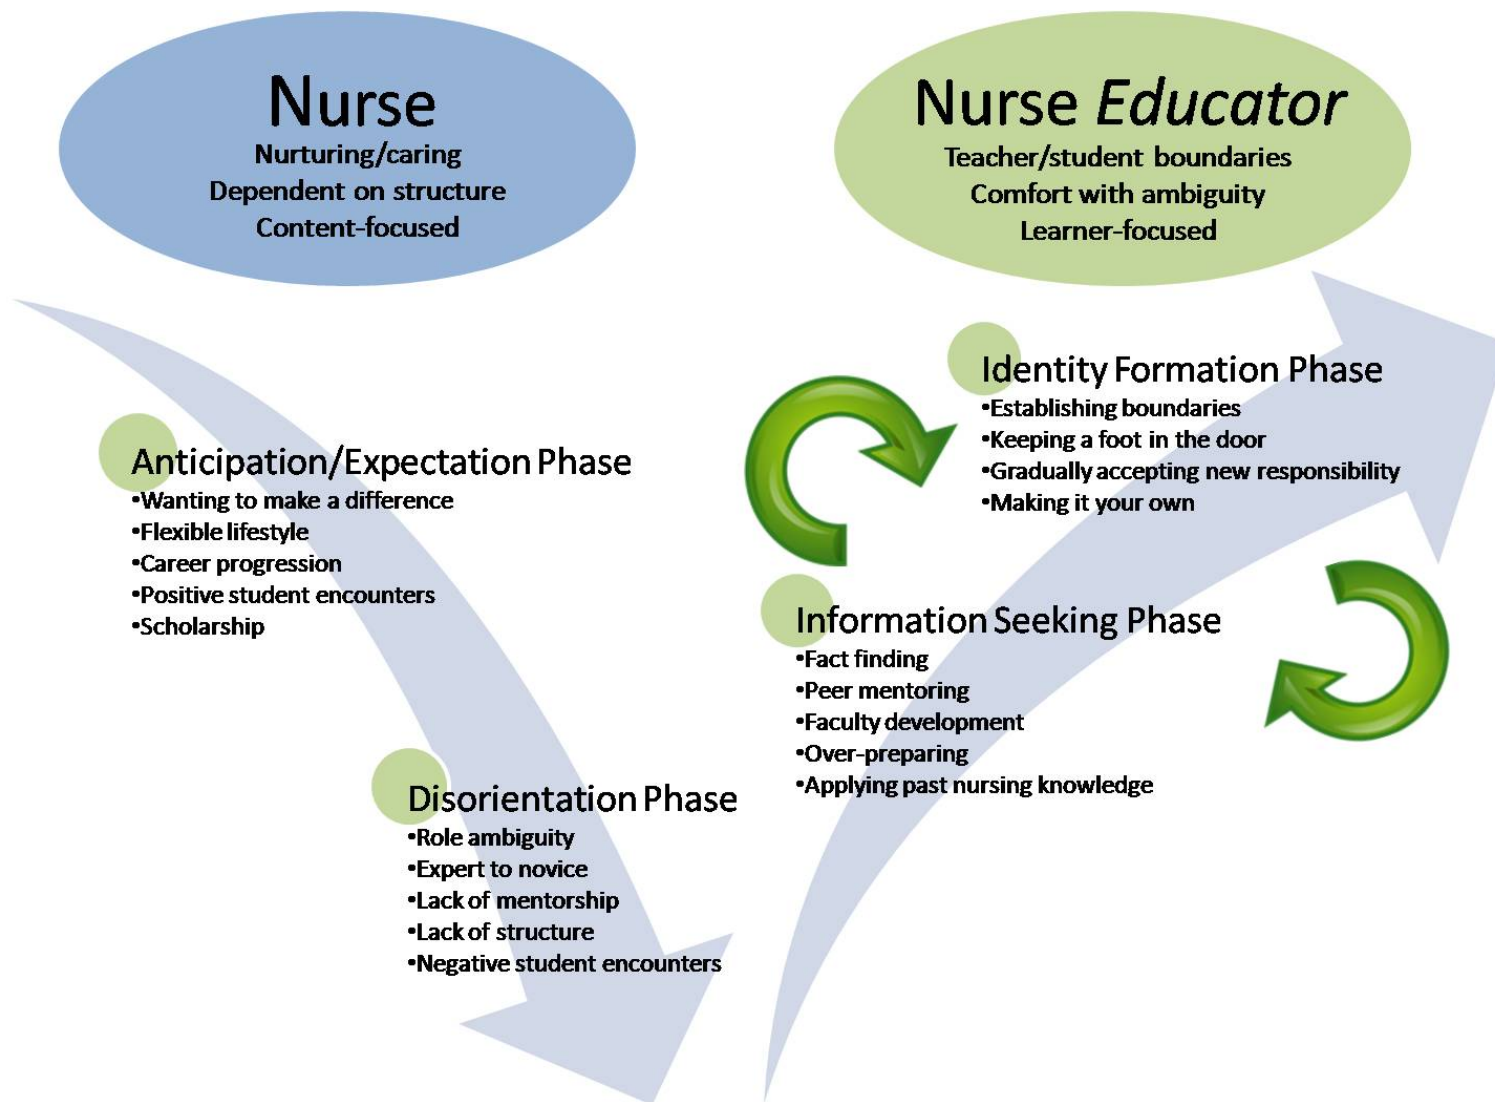 Nurse
Nurturing/caring
Dependent on structure
Content-focused
Nurse Educator
Teacher/student boundaries
Comfort with ambiguity
Learner-focused
Anticipation/Expectation Phase
•Wanting to make a difference
•Flexible lifestyle
•Career progression
•Positive student encounters
•Scholarship
Disorientation Phase
•Role ambiguity
•Expert to novice
•Lack of mentorship
•Lack of structure
•Negative student encounters
Information Seeking Phase
•Fact finding
•Peer mentoring
•Faculty development
•Over-preparing
•Applying past nursing knowledge
Identity Formation Phase
•Establishing boundaries
•Keeping a foot in the door
•Gradually accepting new responsibility
•Making it your own